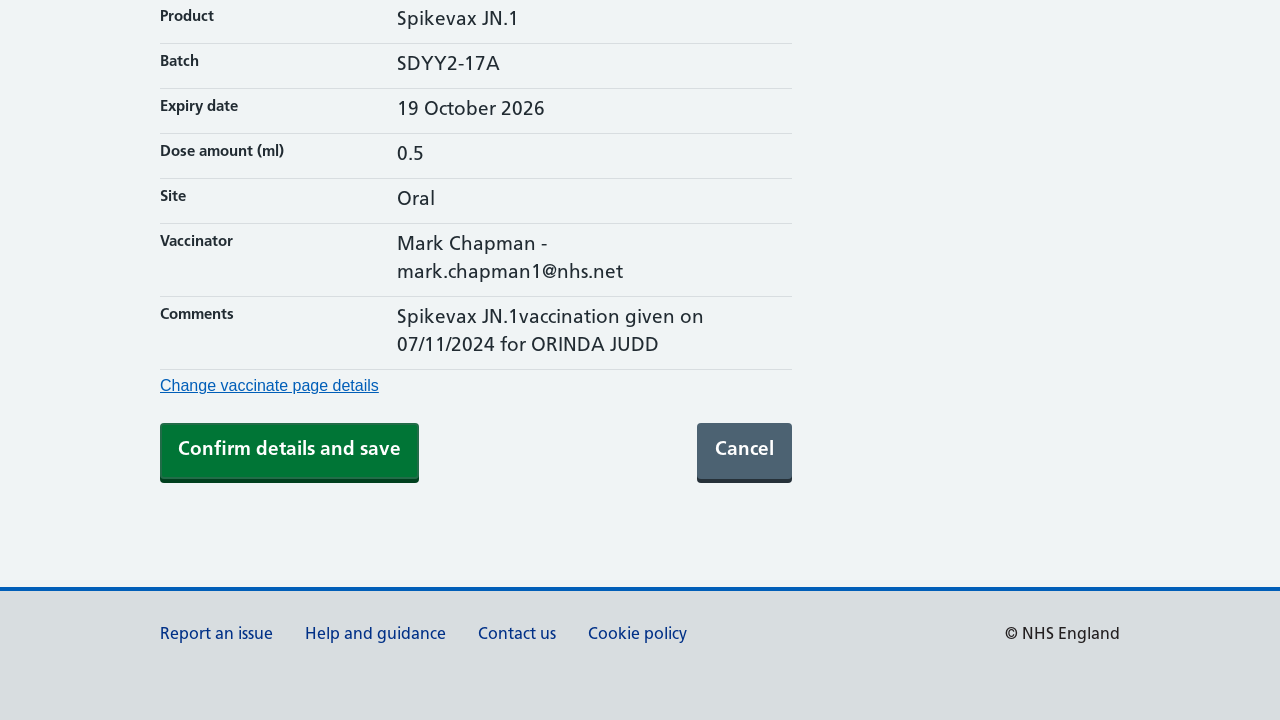 Product
Spikevax JN.1
Batch
SDYY2-17A
Expiry date
19 October 2026
Dose amount (ml)
0.5
Site
Oral
Vaccinator
Mark Chapman -
mark.chapman1@nhs.net
Comments
Spikevax JN.1vaccination given on
07/11/2024 for ORINDA JUDD
Change vaccinate page details
Confirm details and save
Cancel
Report an issue
Help and guidance
Contact us
Cookie policy
© NHS England